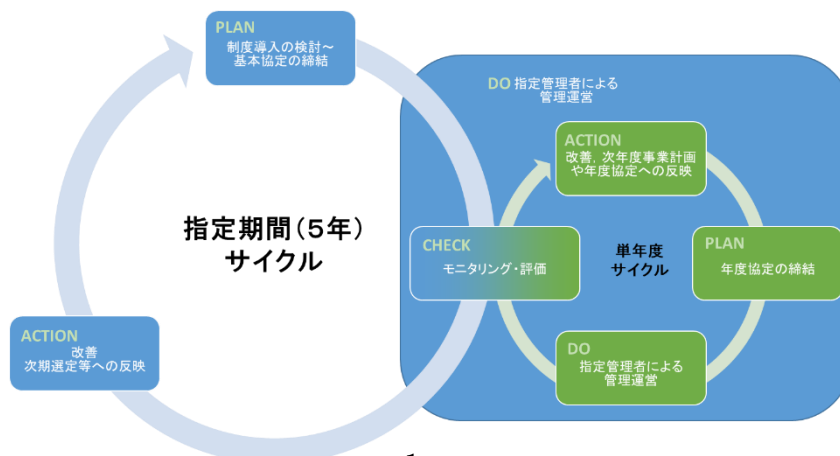 PLAN
制度導入の検討～
基本協定の締結
DO 指定管理者による
管理運営
ACTION
改善，次年度事業計画
や年度協定への反映
指定期間（５年）
サイクル
CHECK
モニタリング・評価
単年度
サイクル
PLAN
年度協定の締結
ACTION
改善
次期選定等への反映
DO
指定管理者による
管理運営